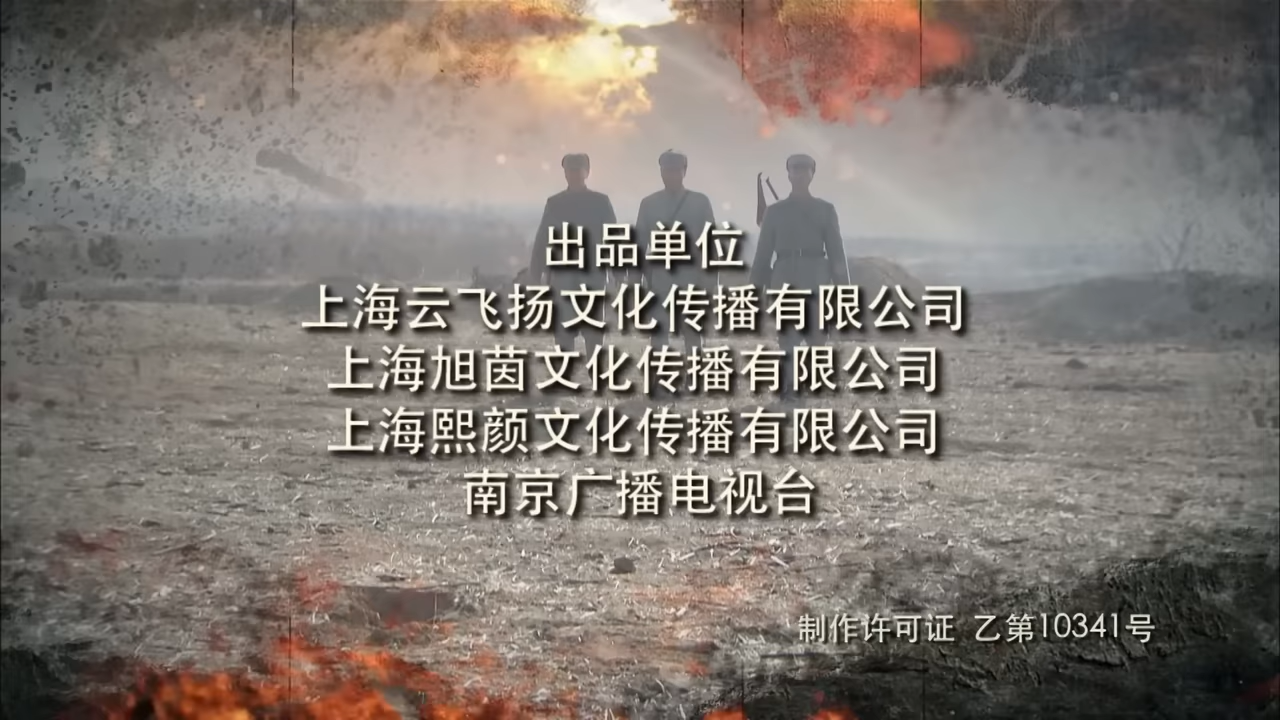 出品单位
上海云飞扬文化传播有限公司
上海旭茵文化传播有限公司
上海熙颜文化传播有限公司
南京广播电视台
制作许可证 乙第10341号